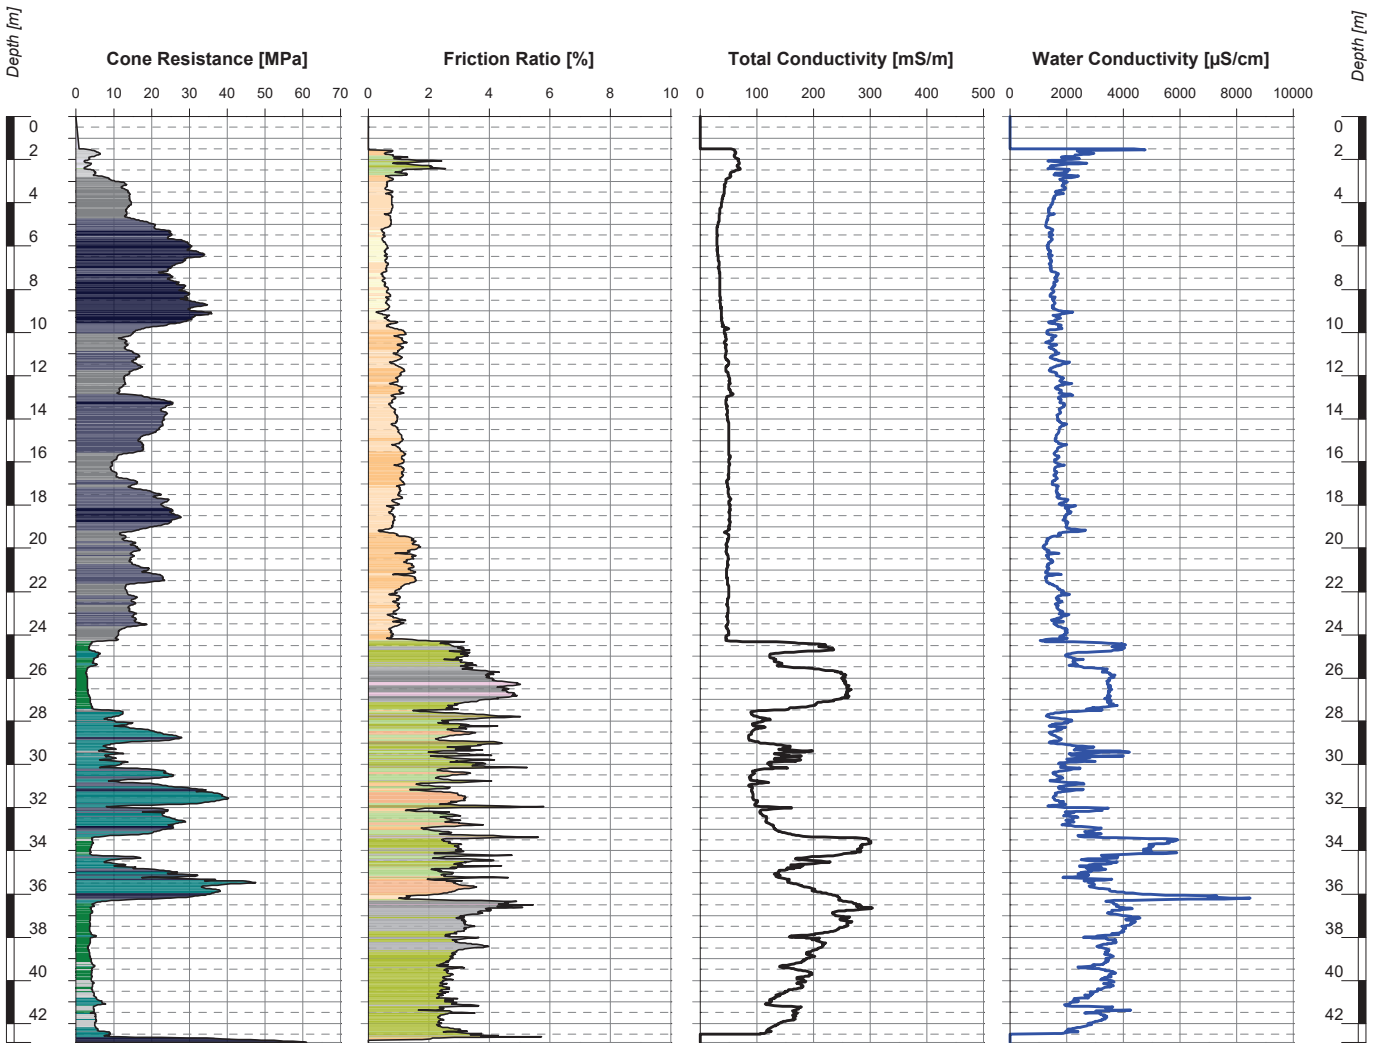 Depth [m]
Depth [m]
Cone Resistance [MPa]
Friction Ratio [%]
Total Conductivity [mS/m]
Water Conductivity [µS/cm]
0 10 20 30 40 50 60 70
0 2 4 6 8 10
0 100 200 300 400 500
0 2000 4000 6000 8000 10000
0 0
2 2
4 4
6 6
8 8
10 10
12 12
14 14
16 16
18 18
20 20
22 22
24 24
26 26
28 28
30 30
32 32
34 34
36 36
38 38
40 40
42 42